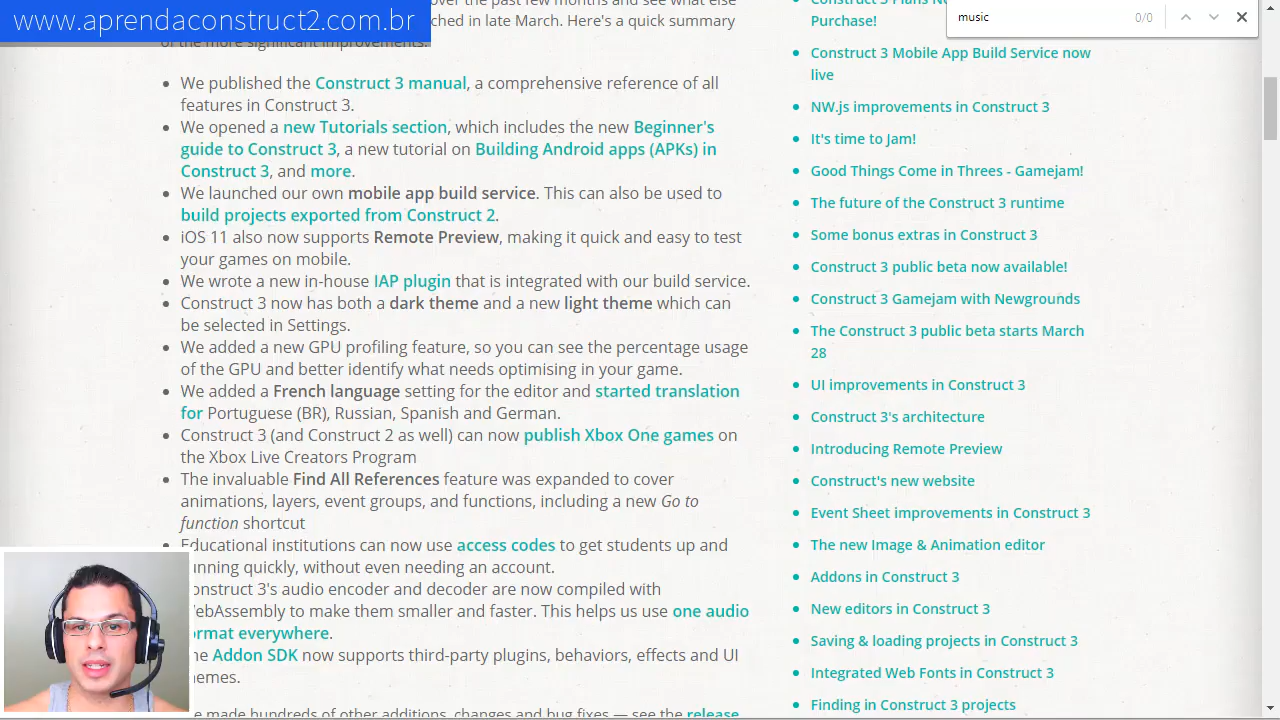 www.aprendaconstruct2.com.br
over the past few months and see what else
ched in late March. Here's a quick summary
of the more significant improvements.
We published the Construct 3 manual, a comprehensive reference of all
features in Construct 3.
We opened a new Tutorials section, which includes the new Beginner's
guide to Construct 3, a new tutorial on Building Android apps (APKs) in
Construct 3, and more.
We launched our own mobile app build service. This can also be used to
build projects exported from Construct 2.
iOS 11 also now supports Remote Preview, making it quick and easy to test
your games on mobile.
We wrote a new in-house IAP plugin that is integrated with our build service.
Construct 3 now has both a dark theme and a new light theme which can
be selected in Settings.
We added a new GPU profiling feature, so you can see the percentage usage
of the GPU and better identify what needs optimising in your game.
We added a French language setting for the editor and started translation
for Portuguese (BR), Russian, Spanish and German.
Construct 3 (and Construct 2 as well) can now publish Xbox One games on
the Xbox Live Creators Program
The invaluable Find All References feature was expanded to cover
animations, layers, event groups, and functions, including a new Go to
function shortcut
Educational institutions can now use access codes to get students up and
unning quickly, without even needing an account.
onstruct 3's audio encoder and decoder are now compiled with
WebAssembly to make them smaller and faster. This helps us use one audio
ormat everywhere.
he Addon SDK now supports third-party plugins, behaviors, effects and UI
hemes.
e made hundreds of other additions, changes and bug fixes — see the release
music
0/0
Construct 3 Plans No
Purchase!
Construct 3 Mobile App Build Service now
live
NW.js improvements in Construct 3
It's time to Jam!
Good Things Come in Threes - Gamejam!
The future of the Construct 3 runtime
Some bonus extras in Construct 3
Construct 3 public beta now available!
Construct 3 Gamejam with Newgrounds
The Construct 3 public beta starts March
28
UI improvements in Construct 3
Construct 3's architecture
Introducing Remote Preview
Construct's new website
Event Sheet improvements in Construct 3
The new Image & Animation editor
Addons in Construct 3
New editors in Construct 3
Saving & loading projects in Construct 3
Integrated Web Fonts in Construct 3
Finding in Construct 3 projects